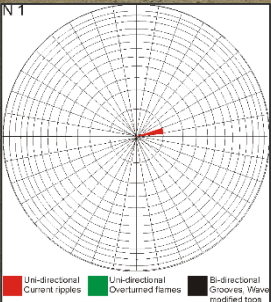 N 1
Uni-directional
Current ripples
Uni-directional
Overturned flames
Bi-directional
Grooves, Wave
modified tops